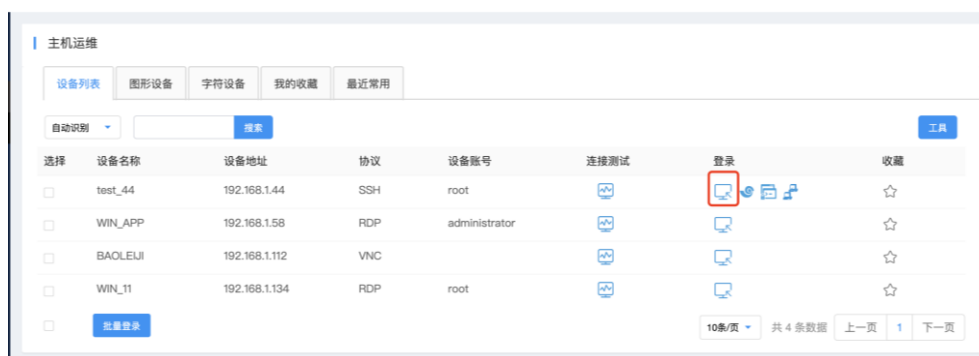 主机运维
设备列表 图形设备 字符设备 我的收藏 最近常用
自动识别 搜索 工具
选择 设备名称 设备地址 协议 设备账号 连接测试 登录 收藏
test_44 192.168.1.44 SSH root
WIN_APP 192.168.1.58 RDP administrator
BAOLEIJI 192.168.1.112 VNC
WIN_11 192.168.1.134 RDP root
批量登录 10条/页 共 4 条数据 上一页 1 下一页